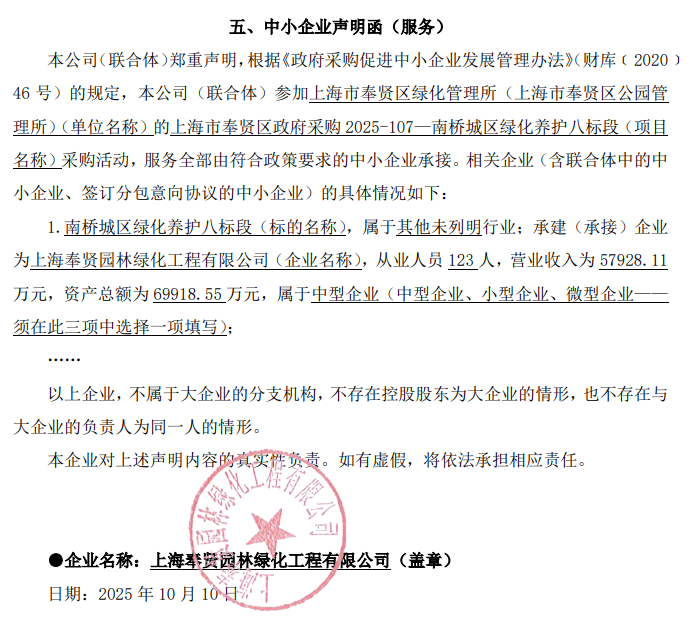 五、中小企业声明函（服务）
本公司（联合体）郑重声明，根据《政府采购促进中小企业发展管理办法》（财库﹝2020﹞
46 号）的规定，本公司（联合体）参加上海市奉贤区绿化管理所（上海市奉贤区公园管
理所）（单位名称）的上海市奉贤区政府采购 2025-107—南桥城区绿化养护八标段（项目
名称）采购活动，服务全部由符合政策要求的中小企业承接。相关企业（含联合体中的中
小企业、签订分包意向协议的中小企业）的具体情况如下：
1.南桥城区绿化养护八标段（标的名称），属于其他未列明行业；承建（承接）企业
为上海奉贤园林绿化工程有限公司（企业名称），从业人员 123 人，营业收入为 57928.11
万元，资产总额为 69918.55 万元，属于中型企业（中型企业、小型企业、微型企业——
须在此三项中选择一项填写）；
……
以上企业，不属于大企业的分支机构，不存在控股股东为大企业的情形，也不存在与
大企业的负责人为同一人的情形。
本企业对上述声明内容的真实性负责。如有虚假，将依法承担相应责任。
上海奉贤园林绿化工程有限公司
●企业名称：上海奉贤园林绿化工程有限公司（盖章）
日期：2025 年 10 月 10 日